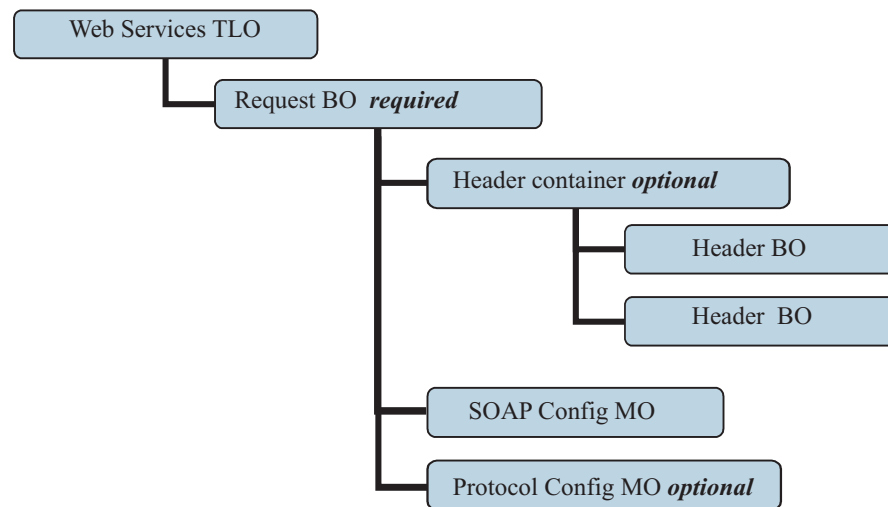 Web Services TLO
Request BO required
Header container optional
Header BO
Header BO
SOAP Config MO
Protocol Config MO optional